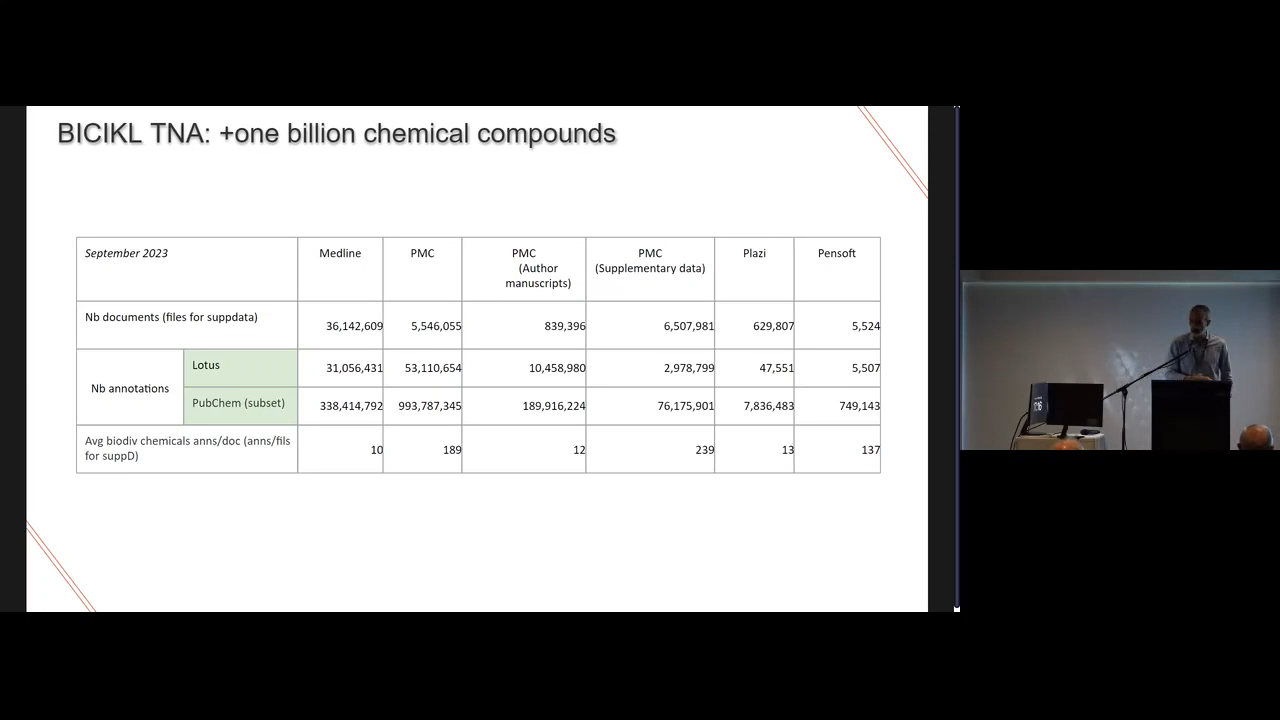 BICIKL TNA: +one billion chemical compounds
September 2023
Medline
PMC
PMC
(Author
manuscripts)
PMC
(Supplementary data)
Plazi
Pensoft
Nb documents (files for suppdata)
36,142,609
5,546,055
839,396
6,507,981
629,807
5,524
Nb annotations
Lotus
31,056,431
53,110,654
10,458,980
2,978,799
47,551
5,507
PubChem (subset)
338,414,792
993,787,345
189,916,224
76,175,901
7,836,483
749,143
Avg biodiv chemicals anns/doc (anns/fils
for suppD)
10
189
12
239
13
137